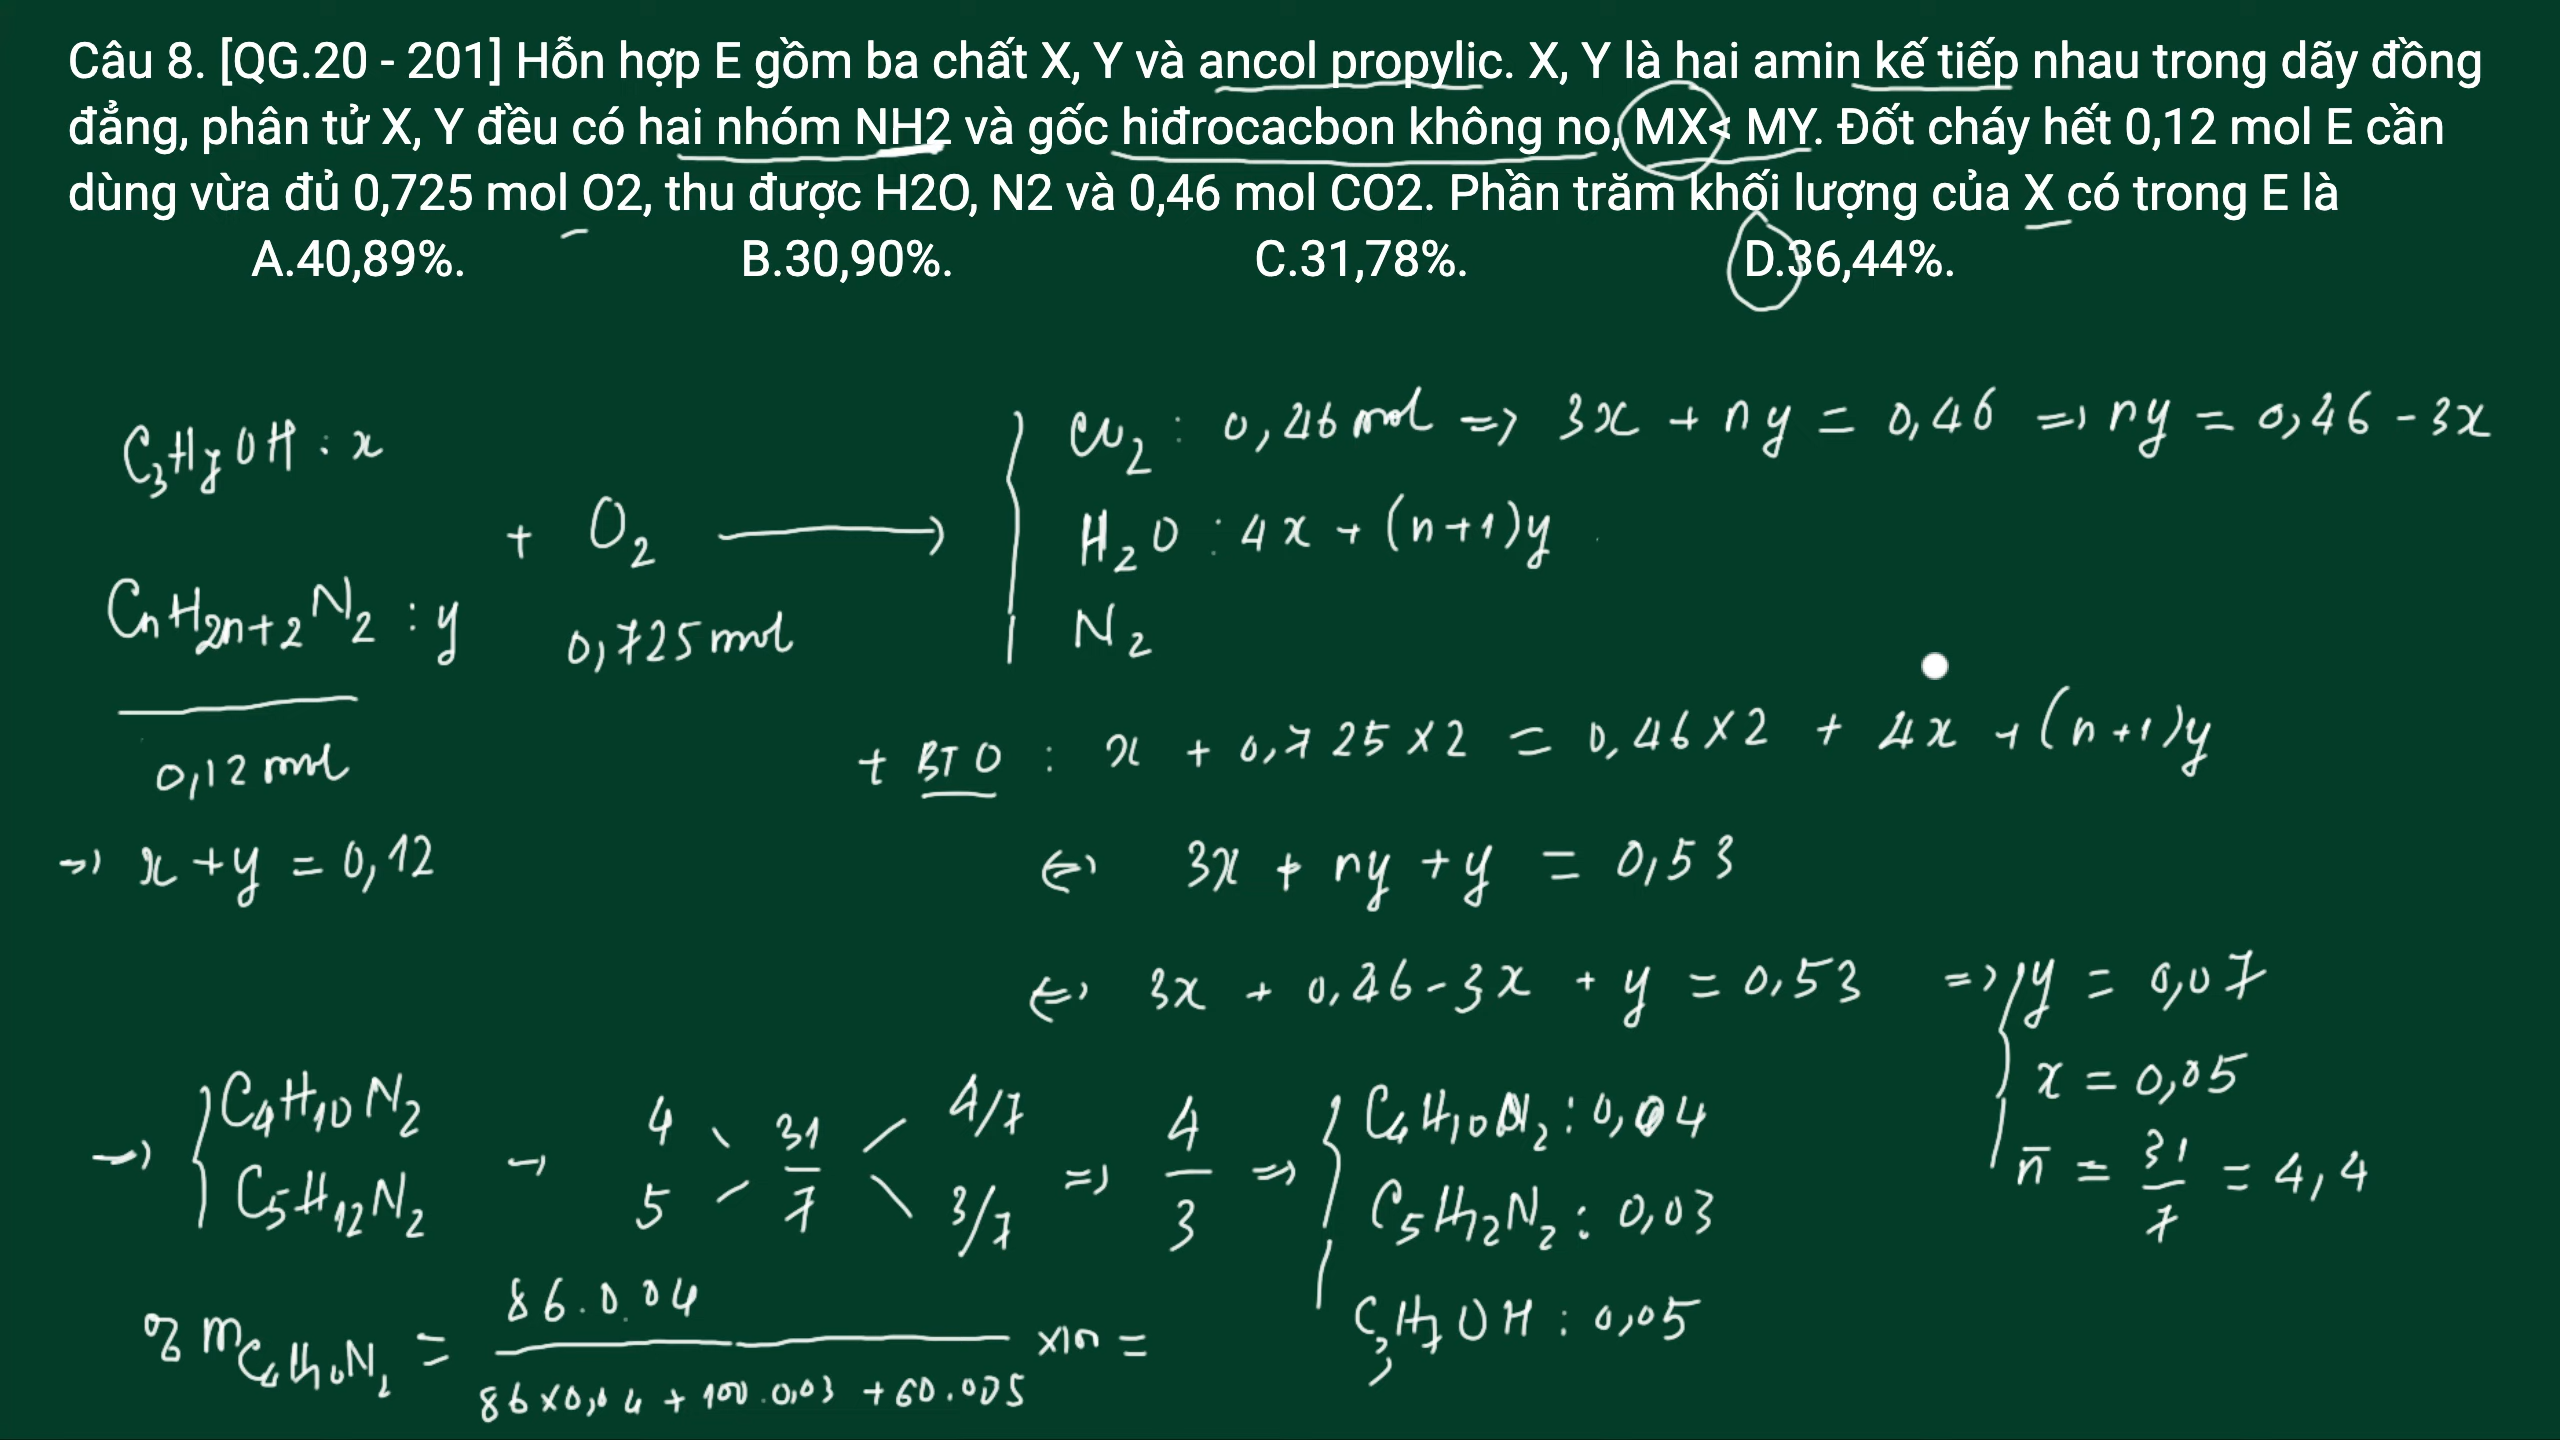 Câu 8. [QG.20 - 201] Hỗn hợp E gồm ba chất X, Y và ancol propylic. X, Y là hai amin kế tiếp nhau trong dãy đồng
đẳng, phân tử X, Y đều có hai nhóm NH2 và gốc hiđrocacbon không no, MX< MY. Đốt cháy hết 0,12 mol E cần
dùng vừa đủ 0,725 mol O2, thu được H2O, N2 và 0,46 mol CO2. Phần trăm khối lượng của X có trong E là
A.40,89%. B.30,90%. C.31,78%. D.36,44%.
C₃H₇OH : x
CₙH₂ₙ₊₂N₂ : y
0,12 mol
=> x + y = 0,12
+ O₂ →
0,725 mol
CO₂ : 0,46 mol => 3x + ny = 0,46 => ny = 0,46 - 3x
H₂O : 4x + (n+1)y
N₂
+ BTO : x + 0,725 × 2 = 0,46 × 2 + 4x + (n+1)y
<=> 3x + ny + y = 0,53
<=> 3x + 0,46 - 3x + y = 0,53 => y = 0,07
x = 0,05
n̄ = 31/7 = 4,4
→ C₄H₁₀N₂
C₅H₁₂N₂
→ 4 31/7 4/7
5 3/7
=> 4/3 => C₄H₁₀N₂ : 0,04
C₅H₁₂N₂ : 0,03
C₃H₇OH : 0,05
% m C₄H₁₀N₂ = 86.0.04 / 86×0,04 + 100.0,03 + 60.005 ×100 =